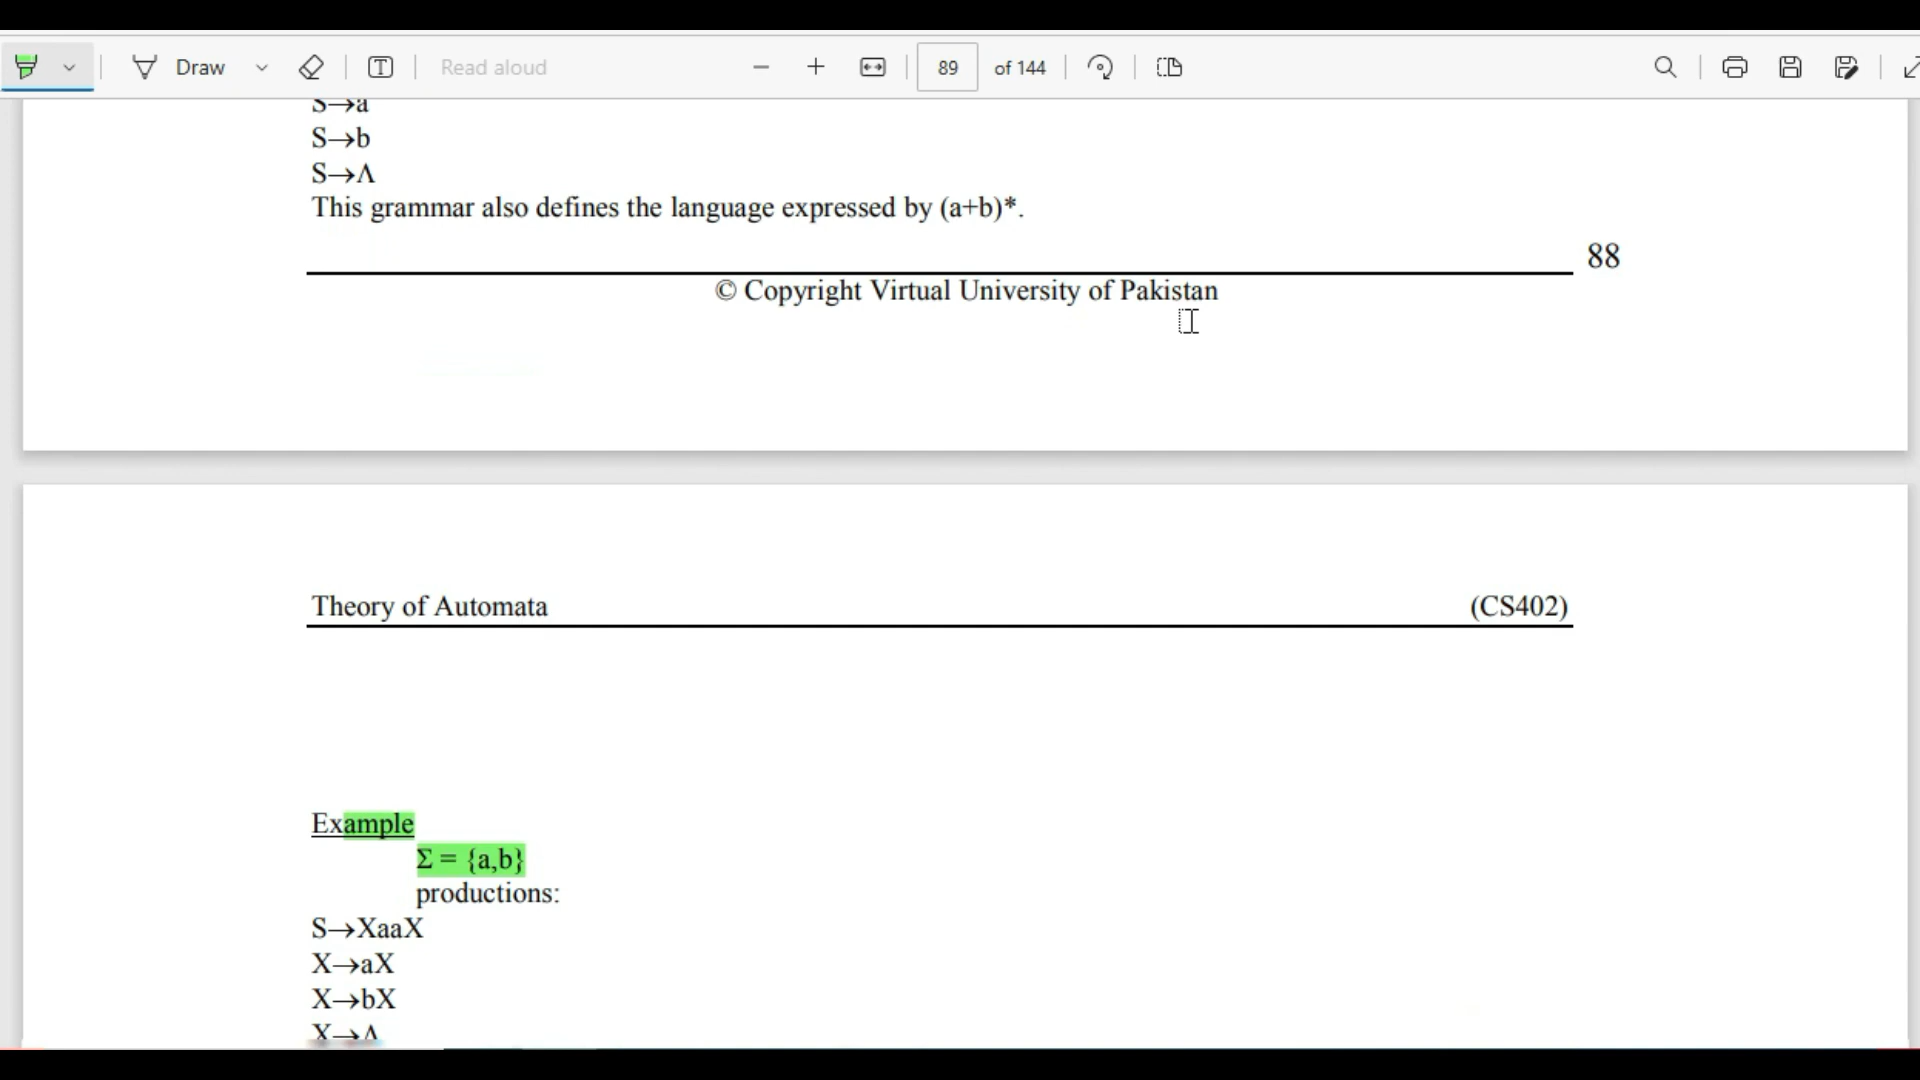 Draw
Read aloud
89 of 144
S→a
S→b
S→Λ
This grammar also defines the language expressed by (a+b)*.
88
© Copyright Virtual University of Pakistan
Theory of Automata (CS402)
Example
Σ = {a,b}
productions:
S→XaaX
X→aX
X→bX
X→Λ